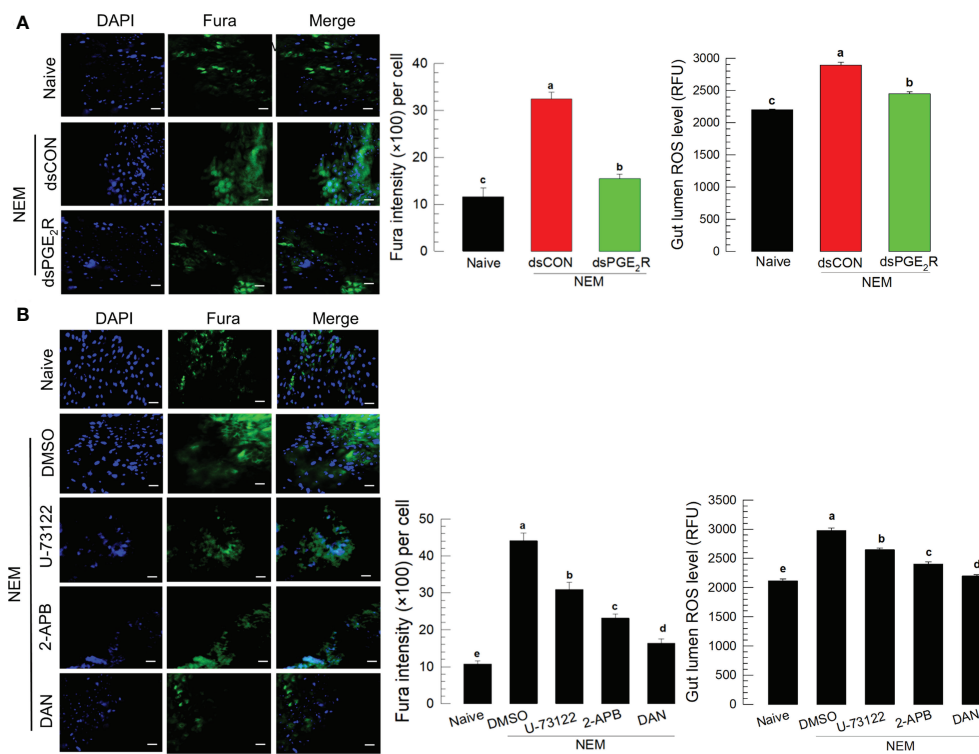 A
DAPI
Fura
Merge
Naive
NEM
dsCON
dsPGE₂R
Fura intensity (×100) per cell
40
30
20
10
0
a
b
c
Naive
dsCON
dsPGE₂R
NEM
Gut lumen ROS level (RFU)
3000
2500
2000
1500
1000
500
0
a
b
c
Naive
dsCON
dsPGE₂R
NEM
B
DAPI
Fura
Merge
Naive
NEM
DMSO
U-73122
2-APB
DAN
Fura intensity (×100) per cell
50
40
30
20
10
0
a
b
c
d
e
Naive
DMSO
U-73122
2-APB
DAN
NEM
Gut lumen ROS level (RFU)
3500
3000
2500
2000
1500
1000
500
0
a
b
c
d
e
Naive
DMSO
U-73122
2-APB
DAN
NEM